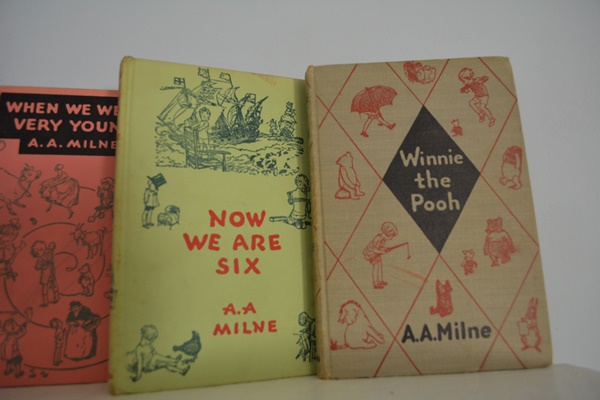 WHEN WE WE
VERY YOUN
A.A. MILNE
NOW
WE ARE
SIX
A.A
MILNE
Winnie
the
Pooh
A.A.Milne